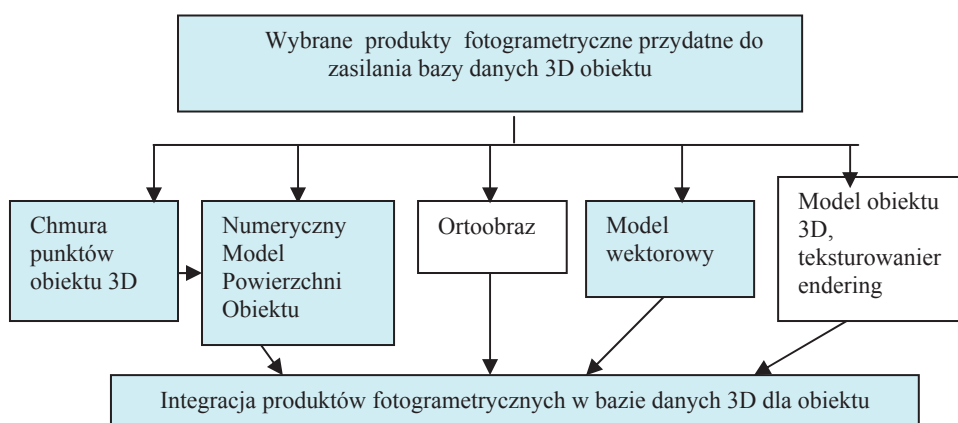 Wybrane produkty fotogrametryczne przydatne do
zasilania bazy danych 3D obiektu
Chmura
punktów
obiektu 3D
Numeryczny
Model
Powierzchni
Obiektu
Ortoobraz
Model
wektorowy
Model obiektu
3D,
teksturowanier
endering
Integracja produktów fotogrametrycznych w bazie danych 3D dla obiektu